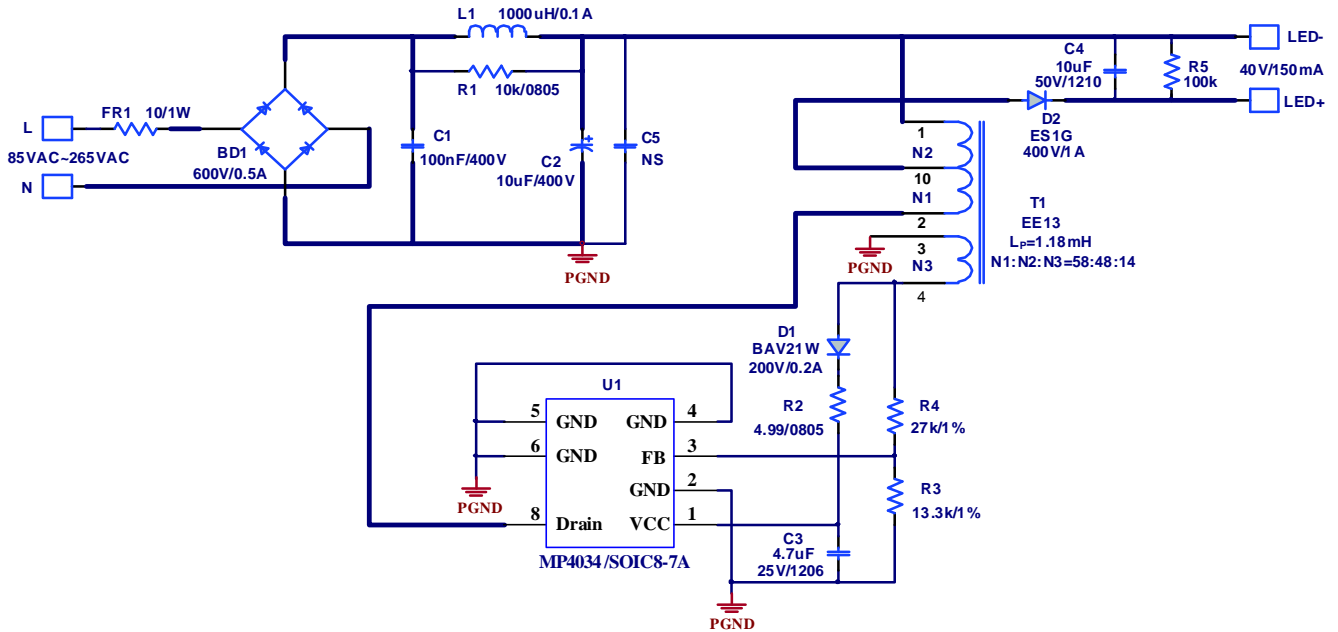 L1 1000uH/0.1A
R1 10k/0805
FR1 10/1W
L
85VAC~265VAC
N
BD1
600V/0.5A
C1
100nF/400V
C2
10uF/400V
C5
NS
PGND
C4
10uF
50V/1210
R5
100k
LED-
40V/150mA
LED+
D2
ES1G
400V/1A
1
N2
10
N1
2
3
N3
4
PGND
T1
EE13
LP=1.18mH
N1:N2:N3=58:48:14
D1
BAV21W
200V/0.2A
R2
4.99/0805
R4
27k/1%
R3
13.3k/1%
U1
5 GND GND 4
6 GND FB 3
GND 2
8 Drain VCC 1
MP4034/SOIC8-7A
PGND
C3
4.7uF
25V/1206
PGND